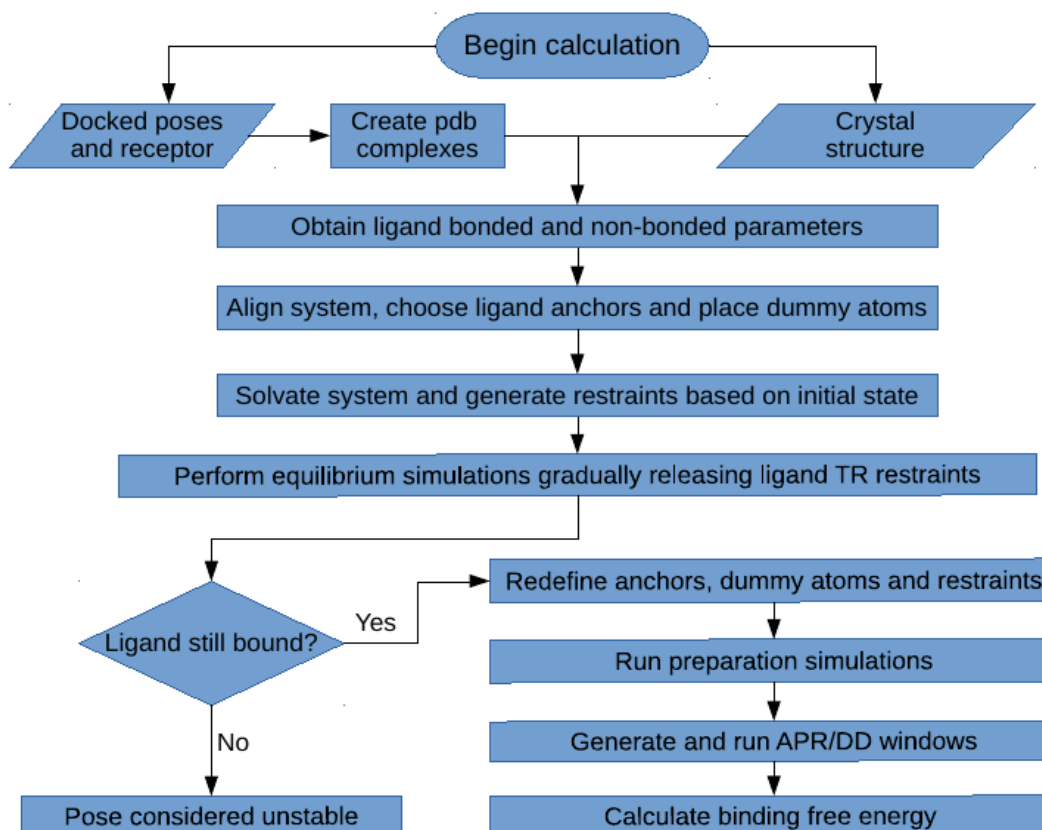 Begin calculation
Docked poses
and receptor
Create pdb
complexes
Crystal
structure
Obtain ligand bonded and non-bonded parameters
Align system, choose ligand anchors and place dummy atoms
Solvate system and generate restraints based on initial state
Perform equilibrium simulations gradually releasing ligand TR restraints
Ligand still bound?
Yes
No
Pose considered unstable
Redefine anchors, dummy atoms and restraints
Run preparation simulations
Generate and run APR/DD windows
Calculate binding free energy